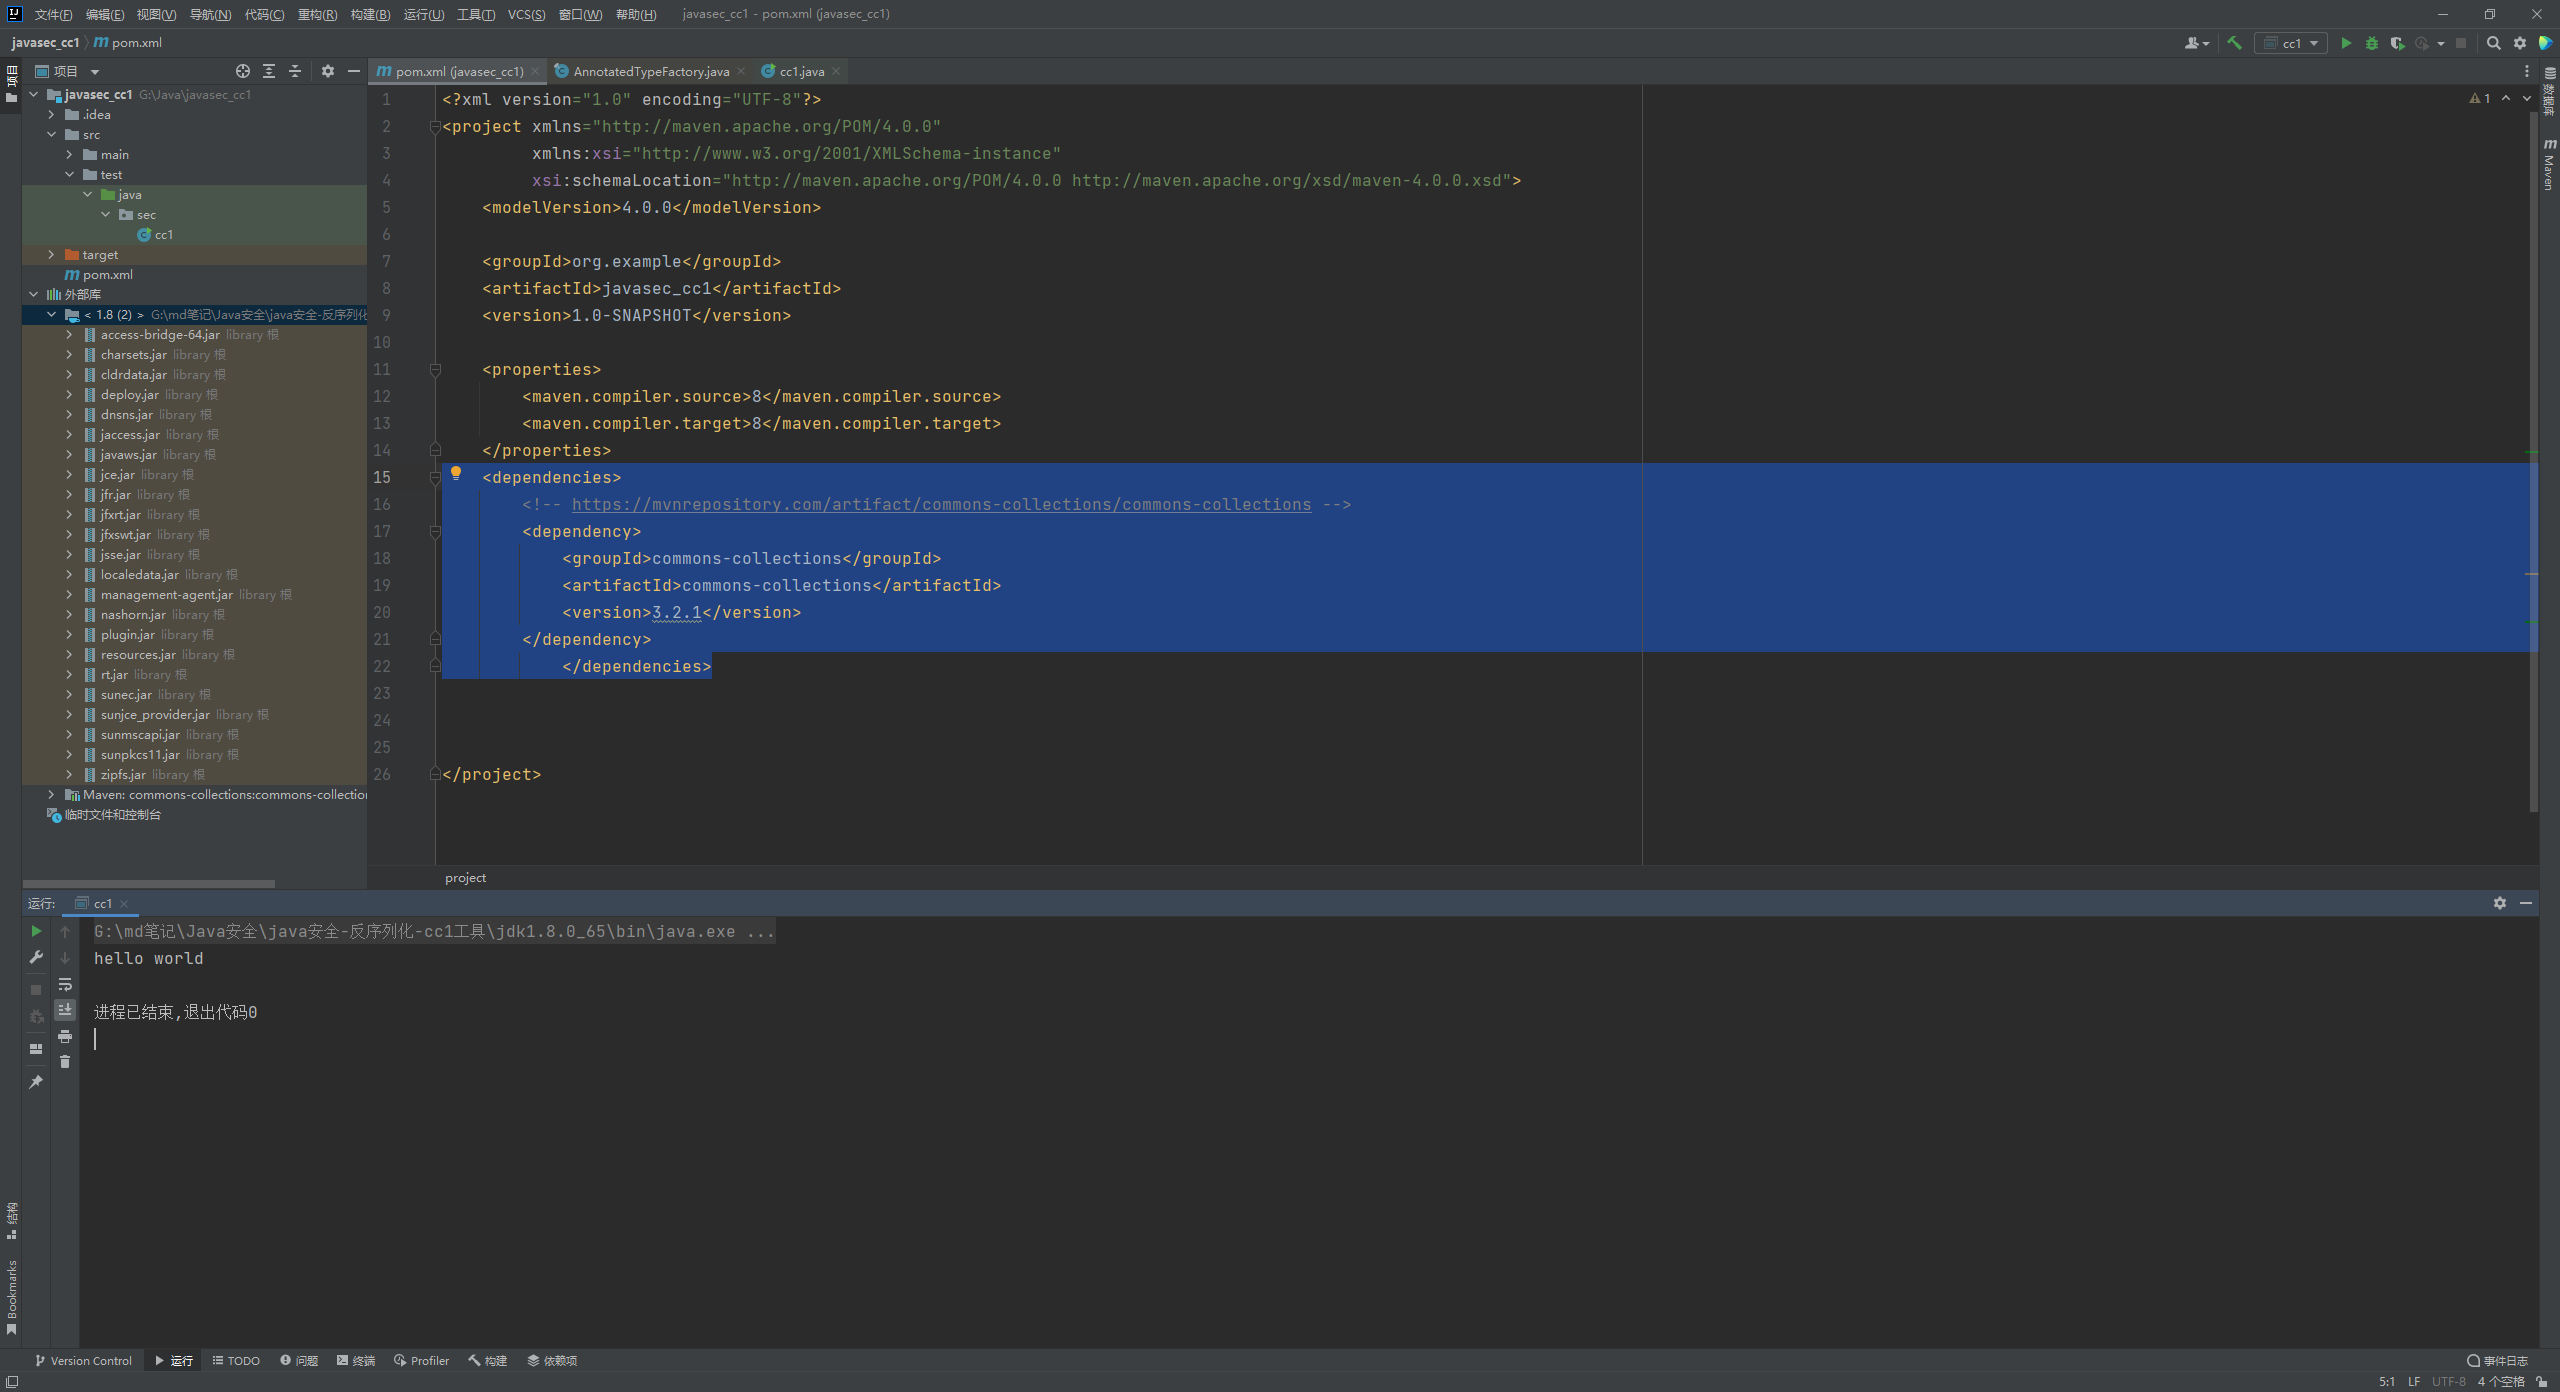 文件(F) 编辑(E) 视图(V) 导航(N) 代码(C) 重构(R) 构建(B) 运行(U) 工具(T) VCS(S) 窗口(W) 帮助(H) javasec_cc1 - pom.xml (javasec_cc1)
javasec_cc1 pom.xml
cc1
项目
pom.xml (javasec_cc1) AnnotatedTypeFactory.java cc1.java
项目
javasec_cc1 G:\Java\javasec_cc1
.idea
src
main
test
java
sec
cc1
target
pom.xml
外部库
< 1.8 (2) > G:\md笔记\Java安全\java安全-反序列化
access-bridge-64.jar library 根
charsets.jar library 根
cldrdata.jar library 根
deploy.jar library 根
dnsns.jar library 根
jaccess.jar library 根
javaws.jar library 根
jce.jar library 根
jfr.jar library 根
jfxrt.jar library 根
jfxswt.jar library 根
jsse.jar library 根
localedata.jar library 根
management-agent.jar library 根
nashorn.jar library 根
plugin.jar library 根
resources.jar library 根
rt.jar library 根
sunec.jar library 根
sunjce_provider.jar library 根
sunmscapi.jar library 根
sunpkcs11.jar library 根
zipfs.jar library 根
Maven: commons-collections:commons-collection
临时文件和控制台
1 <?xml version="1.0" encoding="UTF-8"?>
2 <project xmlns="http://maven.apache.org/POM/4.0.0"
3 xmlns:xsi="http://www.w3.org/2001/XMLSchema-instance"
4 xsi:schemaLocation="http://maven.apache.org/POM/4.0.0 http://maven.apache.org/xsd/maven-4.0.0.xsd">
5 <modelVersion>4.0.0</modelVersion>
6
7 <groupId>org.example</groupId>
8 <artifactId>javasec_cc1</artifactId>
9 <version>1.0-SNAPSHOT</version>
10
11 <properties>
12 <maven.compiler.source>8</maven.compiler.source>
13 <maven.compiler.target>8</maven.compiler.target>
14 </properties>
15 <dependencies>
16 <!-- https://mvnrepository.com/artifact/commons-collections/commons-collections -->
17 <dependency>
18 <groupId>commons-collections</groupId>
19 <artifactId>commons-collections</artifactId>
20 <version>3.2.1</version>
21 </dependency>
22 </dependencies>
23
24
25
26 </project>
1
数据库
Maven
project
运行: cc1
G:\md笔记\Java安全\java安全-反序列化-cc1工具\jdk1.8.0_65\bin\java.exe ...
hello world
进程已结束,退出代码0
结构
Bookmarks
Version Control 运行 TODO 问题 终端 Profiler 构建 依赖项 事件日志
5:1 LF UTF-8 4 个空格